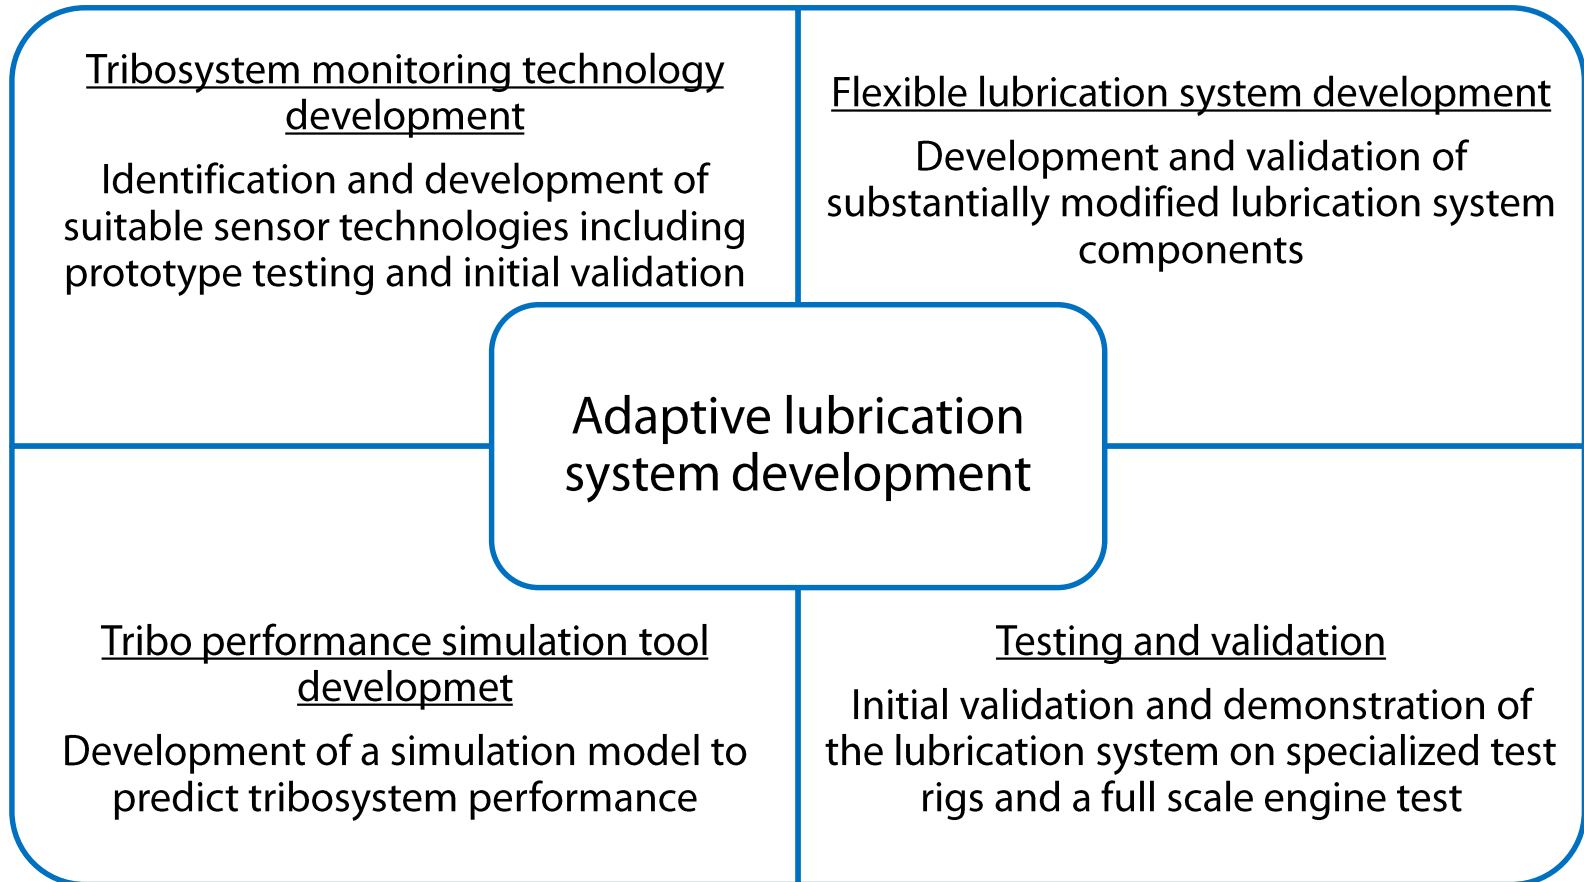 Tribosystem monitoring technology
development
Identification and development of
suitable sensor technologies including
prototype testing and initial validation
Flexible lubrication system development
Development and validation of
substantially modified lubrication system
components
Adaptive lubrication
system development
Tribo performance simulation tool
developmet
Development of a simulation model to
predict tribosystem performance
Testing and validation
Initial validation and demonstration of
the lubrication system on specialized test
rigs and a full scale engine test